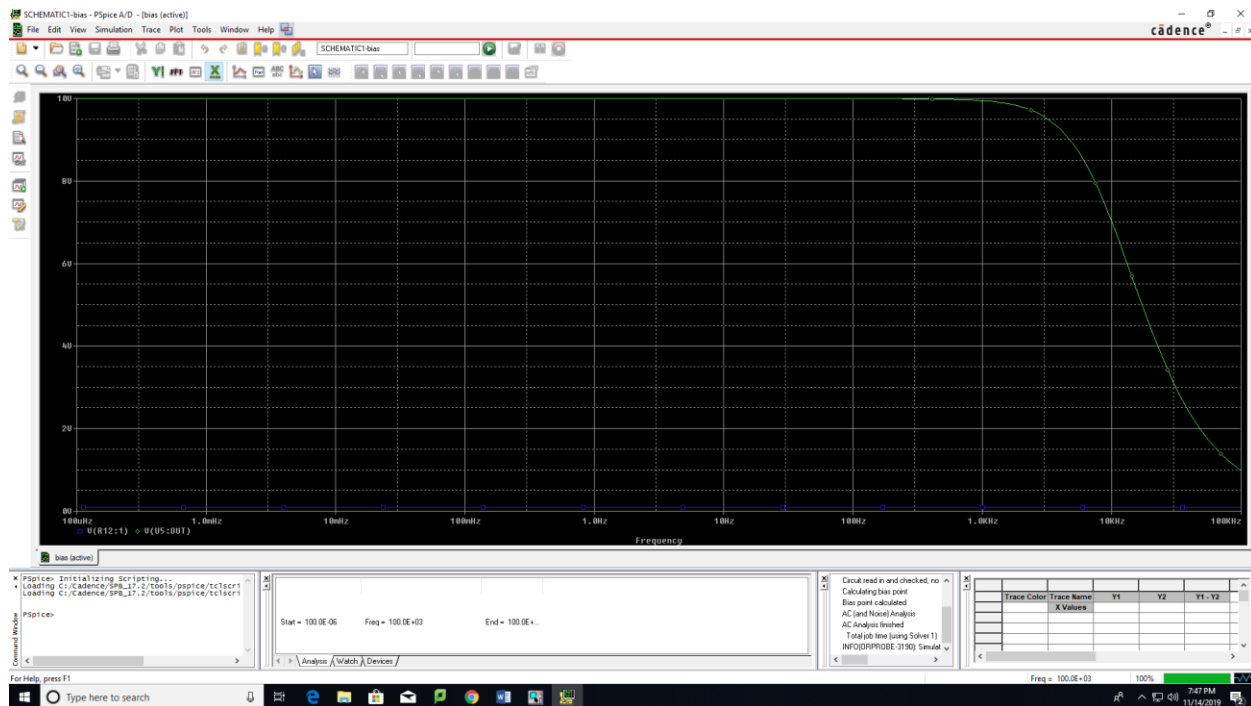 SCHEMATIC1-bias - PSpice A/D - [bias (active)]
File Edit View Simulation Trace Plot Tools Window Help
cādence®
SCHEMATIC1-bias
10V
8V
6V
4V
2V
0V
100uHz 1.0mHz 10mHz 100mHz 1.0Hz 10Hz 100Hz 1.0KHz 10KHz 100KHz
V(R12:1) V(U5:OUT)
Frequency
bias (active)
Command Window
PSpice> Initializing Scripting...
Loading C:/Cadence/SPB_17.2/tools/pspice/tclscri
Loading C:/Cadence/SPB_17.2/tools/pspice/tclscri
PSpice>
Start = 100.0E-06 Freq = 100.0E+03 End = 100.0E+...
Analysis Watch Devices
Circuit read in and checked, no
Calculating bias point
Bias point calculated
AC (and Noise) Analysis
AC Analysis finished
Total job time (using Solver 1)
INFO(ORPROBE-3190): Simulat
Trace Color Trace Name Y1 Y2 Y1 - Y2
X Values
For Help, press F1
Freq = 100.0E+03 100%
Type here to search
7:47 PM
11/14/2019